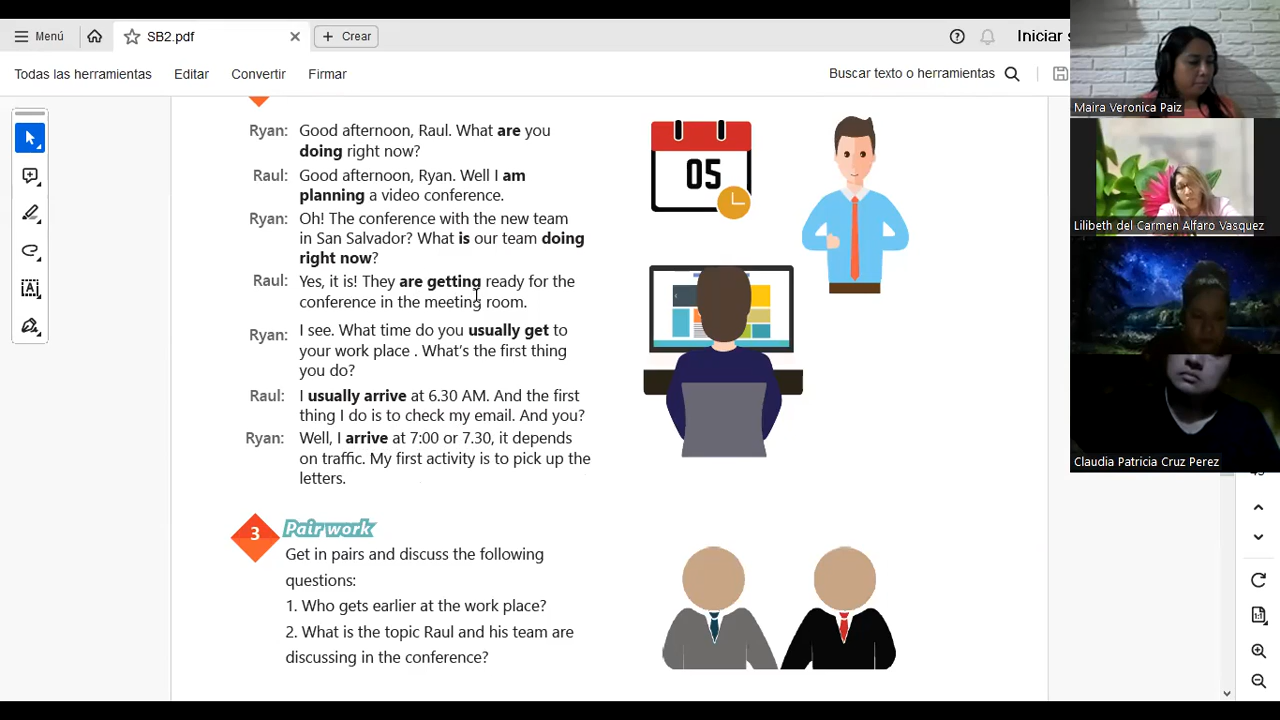 Menú
SB2.pdf
Crear
Iniciar s
Todas las herramientas
Editar
Convertir
Firmar
Buscar texto o herramientas
Ryan: Good afternoon, Raul. What are you
doing right now?
Raul: Good afternoon, Ryan. Well I am
planning a video conference.
Ryan: Oh! The conference with the new team
in San Salvador? What is our team doing
right now?
Raul: Yes, it is! They are getting ready for the
conference in the meeting room.
Ryan: I see. What time do you usually get to
your work place . What's the first thing
you do?
Raul: I usually arrive at 6.30 AM. And the first
thing I do is to check my email. And you?
Ryan: Well, I arrive at 7:00 or 7.30, it depends
on traffic. My first activity is to pick up the
letters.
05
3 Pair work
Get in pairs and discuss the following
questions:
1. Who gets earlier at the work place?
2. What is the topic Raul and his team are
discussing in the conference?
Maira Veronica Paiz
Lilibeth del Carmen Alfaro Vasquez
Claudia Patricia Cruz Perez
1:1